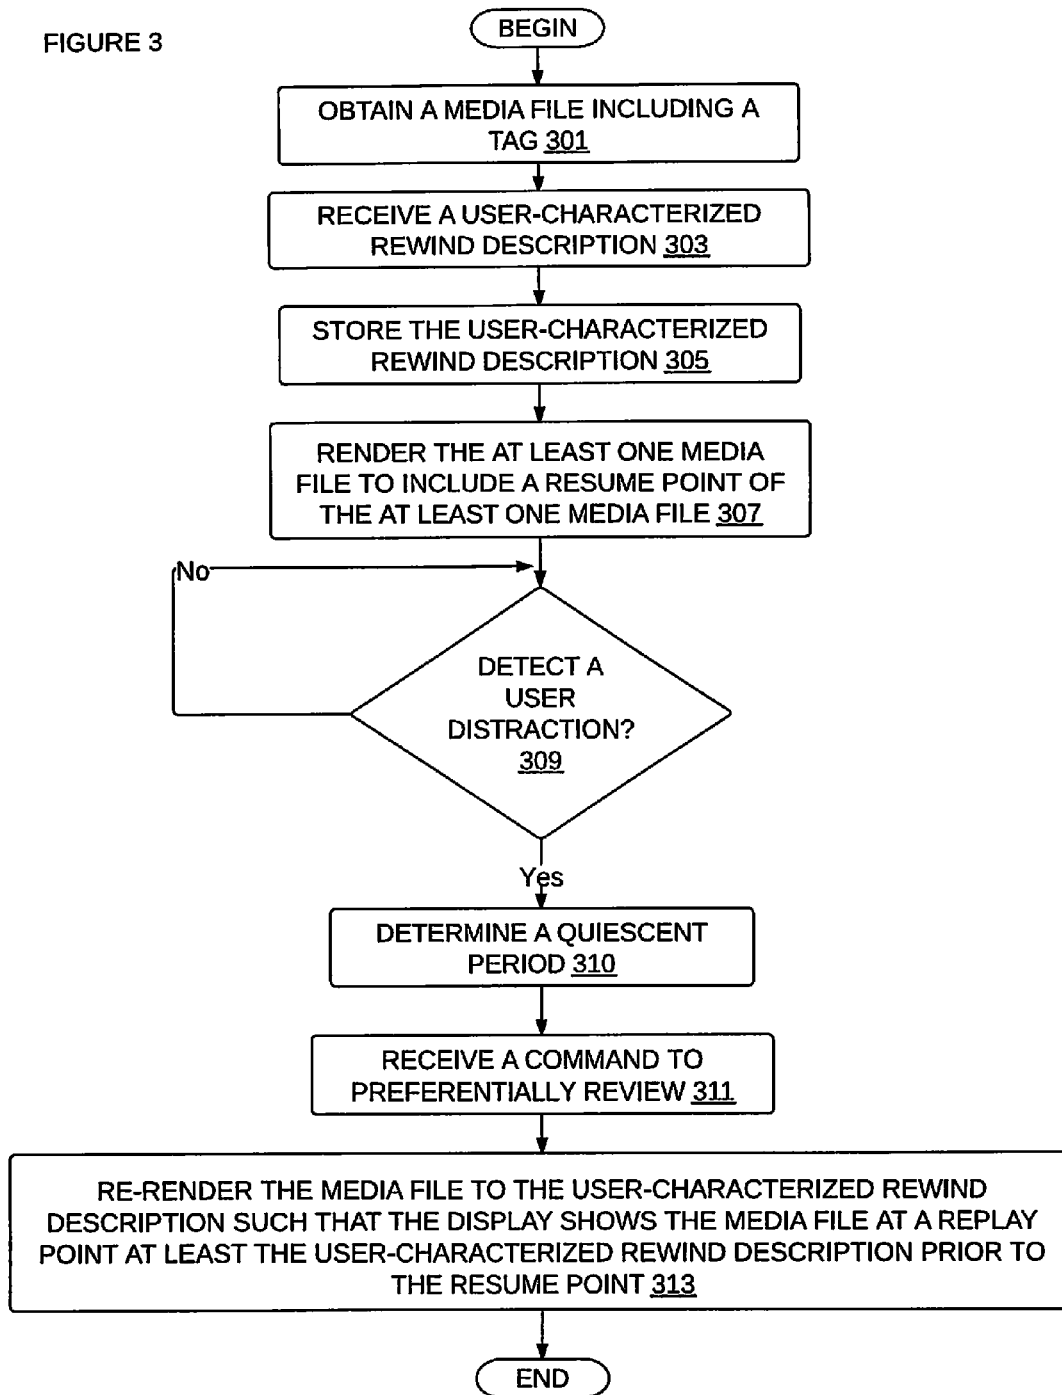 FIGURE 3
BEGIN
OBTAIN A MEDIA FILE INCLUDING A
TAG 301
RECEIVE A USER-CHARACTERIZED
REWIND DESCRIPTION 303
STORE THE USER-CHARACTERIZED
REWIND DESCRIPTION 305
RENDER THE AT LEAST ONE MEDIA
FILE TO INCLUDE A RESUME POINT OF
THE AT LEAST ONE MEDIA FILE 307
No
DETECT A
USER
DISTRACTION?
309
Yes
DETERMINE A QUIESCENT
PERIOD 310
RECEIVE A COMMAND TO
PREFERENTIALLY REVIEW 311
RE-RENDER THE MEDIA FILE TO THE USER-CHARACTERIZED REWIND
DESCRIPTION SUCH THAT THE DISPLAY SHOWS THE MEDIA FILE AT A REPLAY
POINT AT LEAST THE USER-CHARACTERIZED REWIND DESCRIPTION PRIOR TO
THE RESUME POINT 313
END